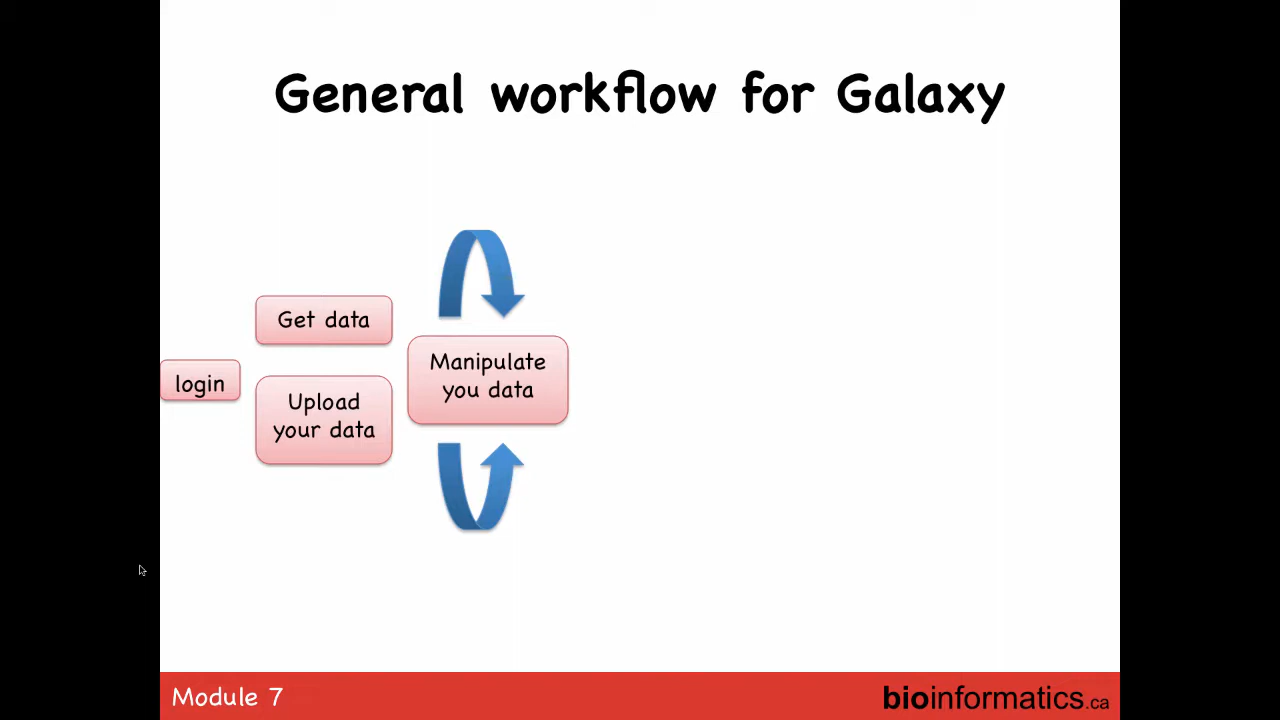 General workflow for Galaxy
Get data
login
Upload
your data
Manipulate
you data
Module 7
bioinformatics.ca